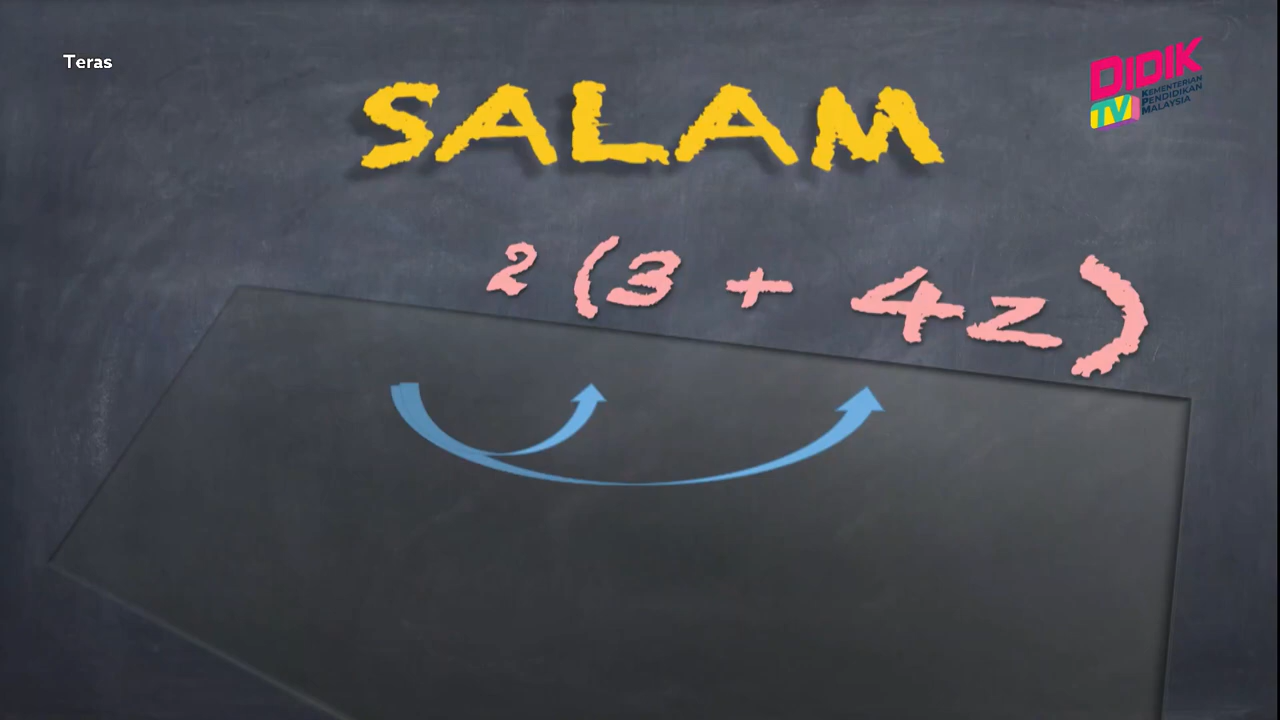 Teras
DIDIK
TV
KEMENTERIAN
PENDIDIKAN
MALAYSIA
SALAM
2 (3 + 4z)